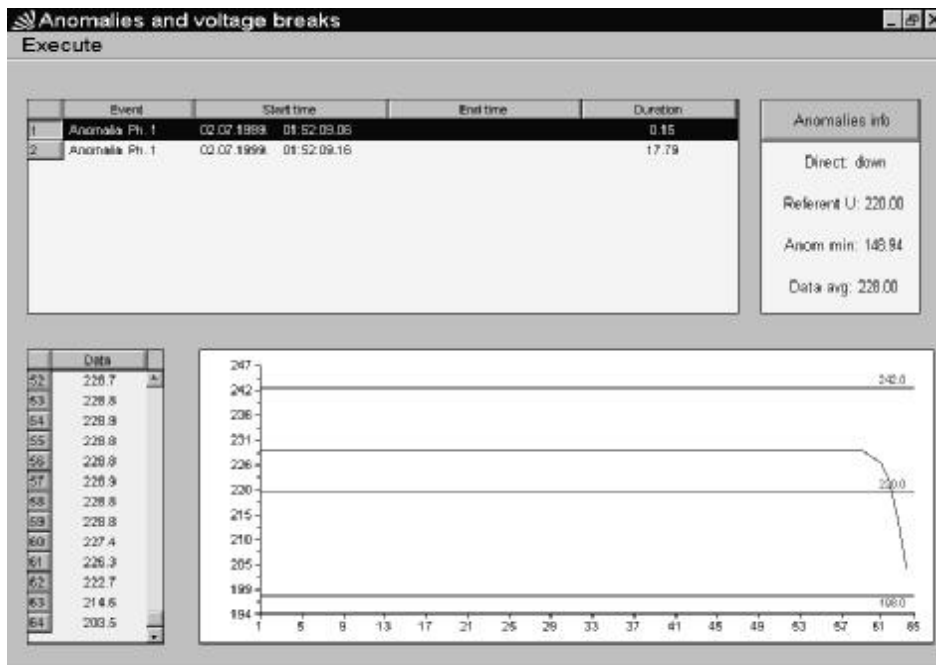 Anomalies and voltage breaks
Execute
Event Start time End time Duration
1 Anomalia Ph. 1 02.07.1999. 01:52:09.06 0.15
2 Anomalia Ph. 1 02.07.1999. 01:52:09.16 17.79
Anomalies info
Direct: down
Referent U: 220.00
Anom min: 148.94
Data avg: 228.00
Data
52 228.7
53 228.8
54 228.9
55 228.8
56 228.8
57 228.9
58 228.8
59 228.8
60 227.4
61 226.3
62 222.7
63 214.6
64 203.5
247
242
236
231
226
220
215
210
205
199
194
242.0
220.0
198.0
1 5 9 13 17 21 25 29 33 37 41 45 49 53 57 61 65